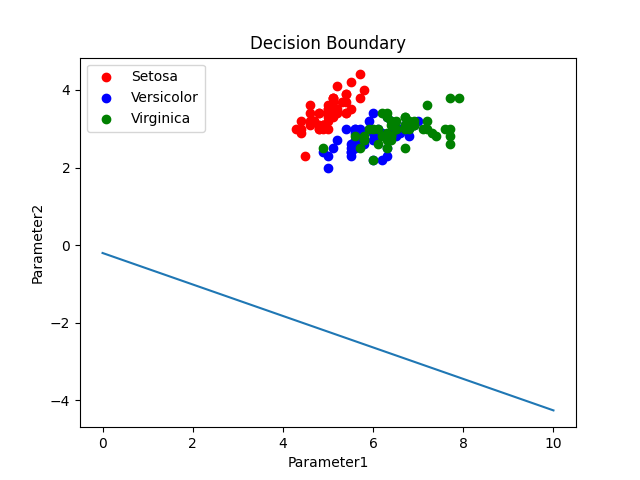 Decision Boundary
Setosa
Versicolor
Virginica
4
2
0
−2
−4
Parameter2
0
2
4
6
8
10
Parameter1